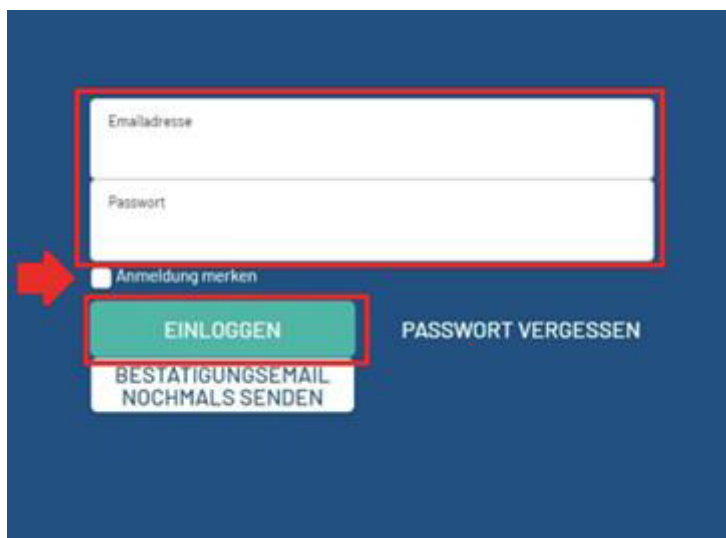 Emailadresse
Passwort
Anmeldung merken
EINLOGGEN
PASSWORT VERGESSEN
BESTÄTIGUNGSEMAIL
NOCHMALS SENDEN